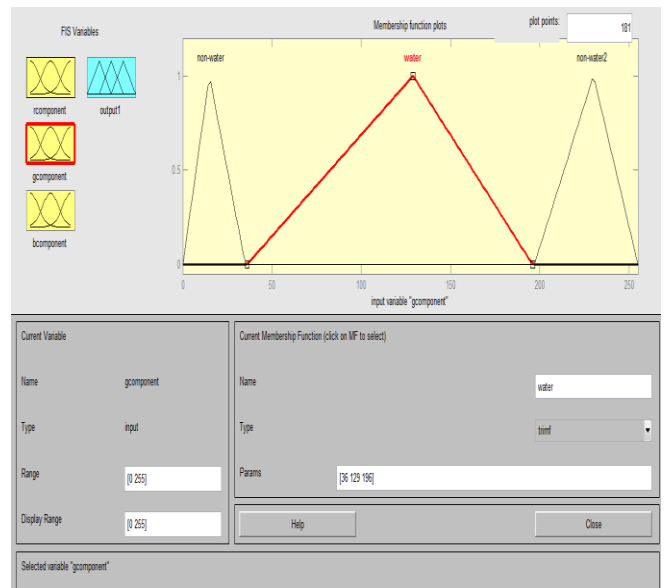 FIS Variables
Membership function plots
plot points:
181
rcomponent
output1
gcomponent
bcomponent
non-water
water
non-water2
1
0.5
0
0
50
100
150
200
250
input variable "gcomponent"
Current Variable
Name
gcomponent
Type
input
Range
[0 255]
Display Range
[0 255]
Current Membership Function (click on MF to select)
Name
water
Type
trimf
Params
[36 129 196]
Help
Close
Selected variable "gcomponent"